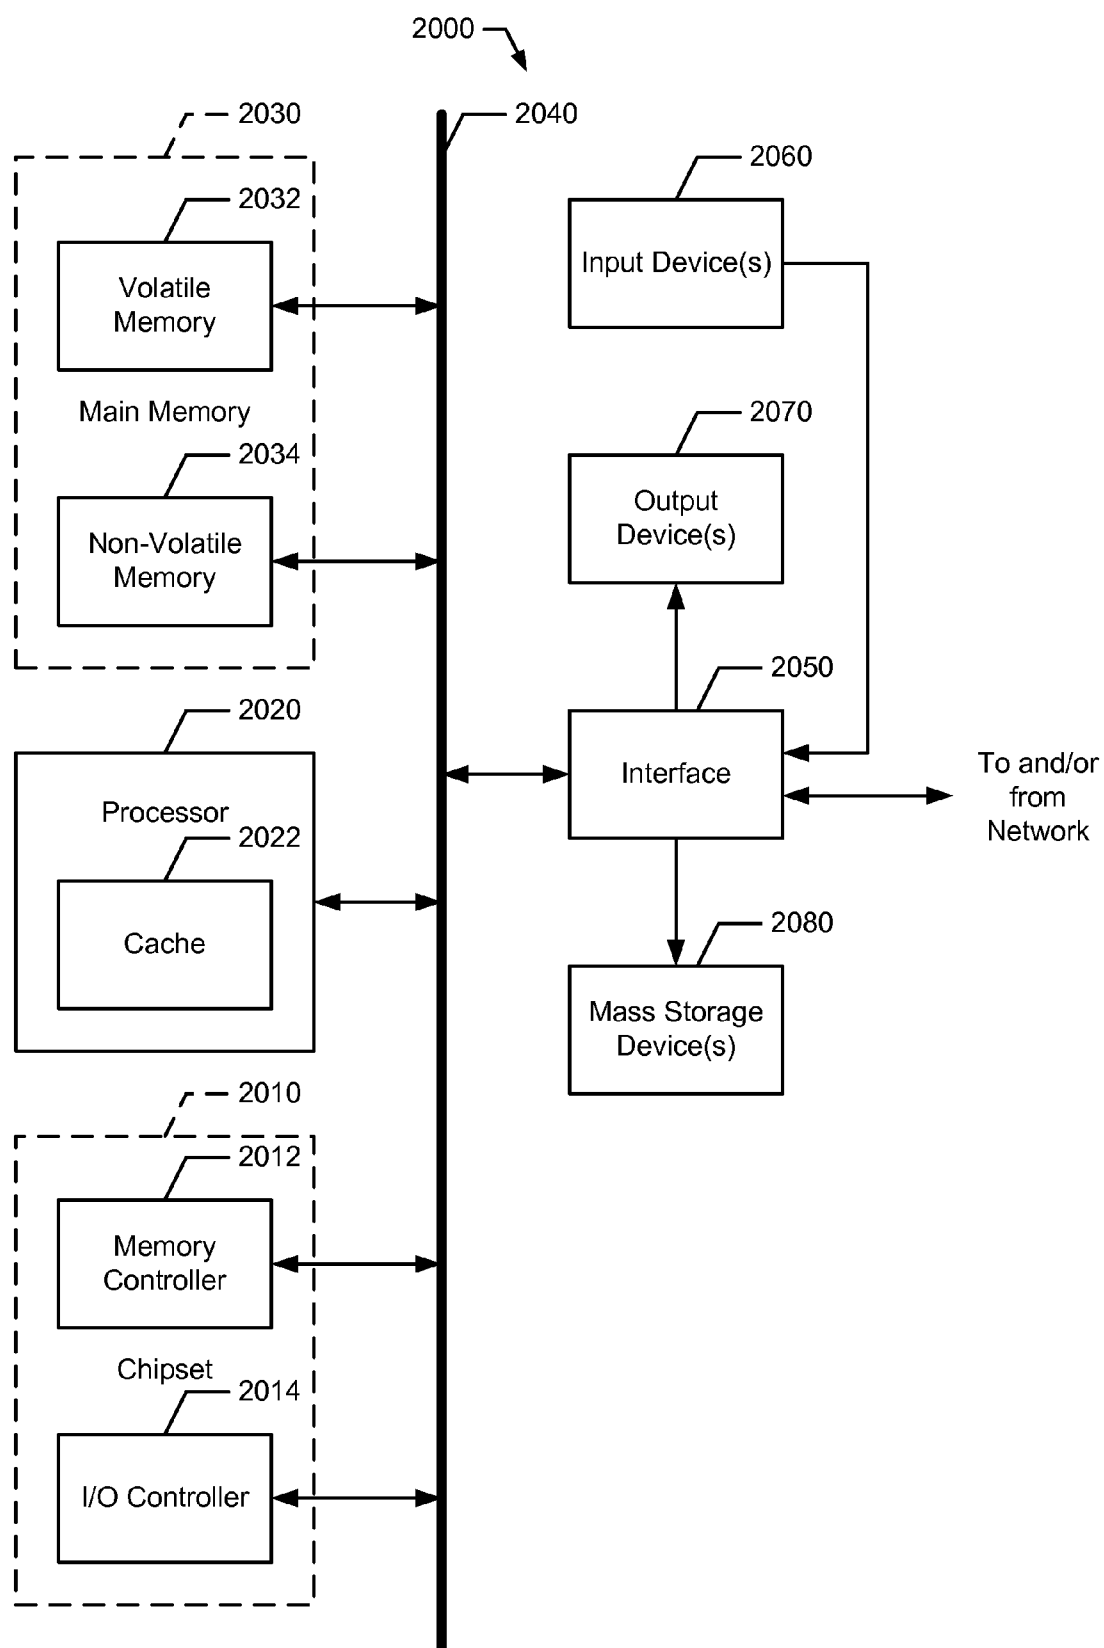 2000
2030
2040
2060
2032
Volatile
Memory
Input Device(s)
Main Memory
2070
2034
Non-Volatile
Memory
Output
Device(s)
2050
2020
Interface
To and/or
from
Network
Processor
2022
Cache
2080
Mass Storage
Device(s)
2010
2012
Memory
Controller
Chipset
2014
I/O Controller